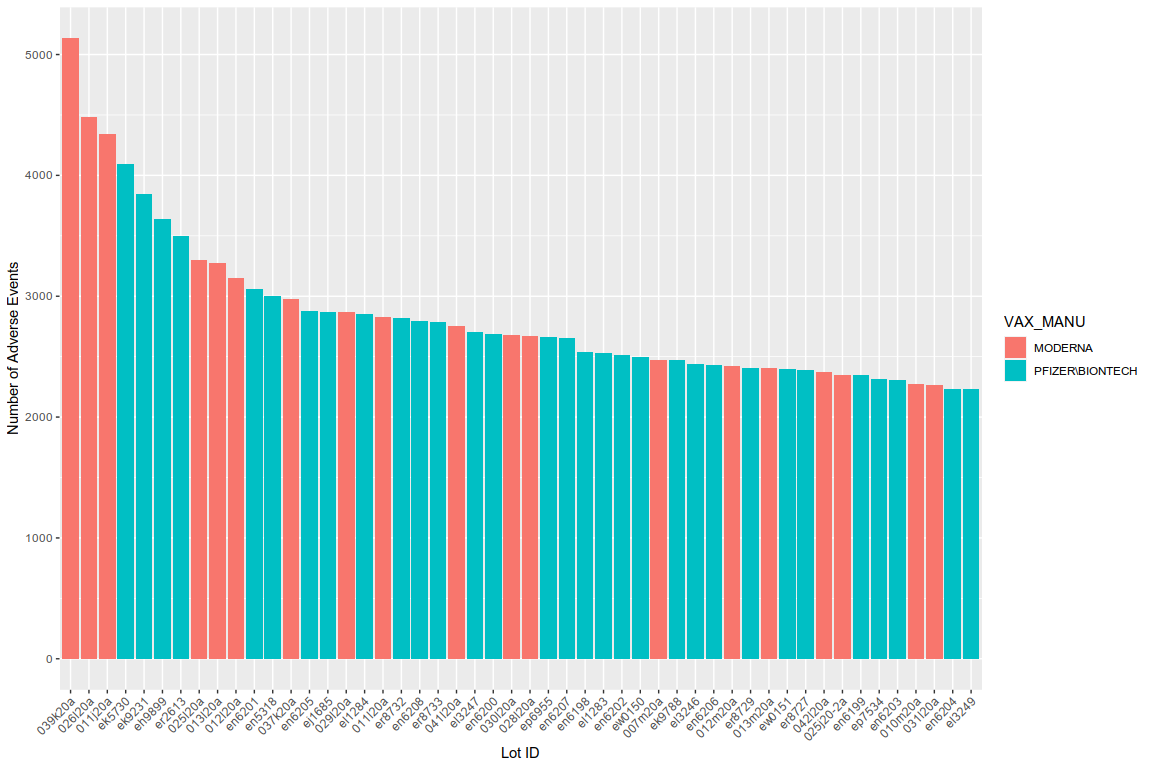 5000
4000
3000
2000
1000
0
Number of Adverse Events
039k20a
026l20a
011j20a
ek5730
ek9231
en9899
er2613
025l20a
013l20a
012l20a
en6201
en5318
037k20a
en6205
ej1685
029l20a
el1284
011l20a
er8732
en6208
er8733
041l20a
el3247
en6200
030l20a
028l20a
ep6955
en6207
en6198
el1283
en6202
ew0150
007m20a
ek9788
el3246
en6206
012m20a
er8729
013m20a
ew0151
er8727
042l20a
025j20-2a
en6199
ep7534
en6203
010m20a
031l20a
en6204
el3249
Lot ID
VAX_MANU
MODERNA
PFIZER\BIONTECH